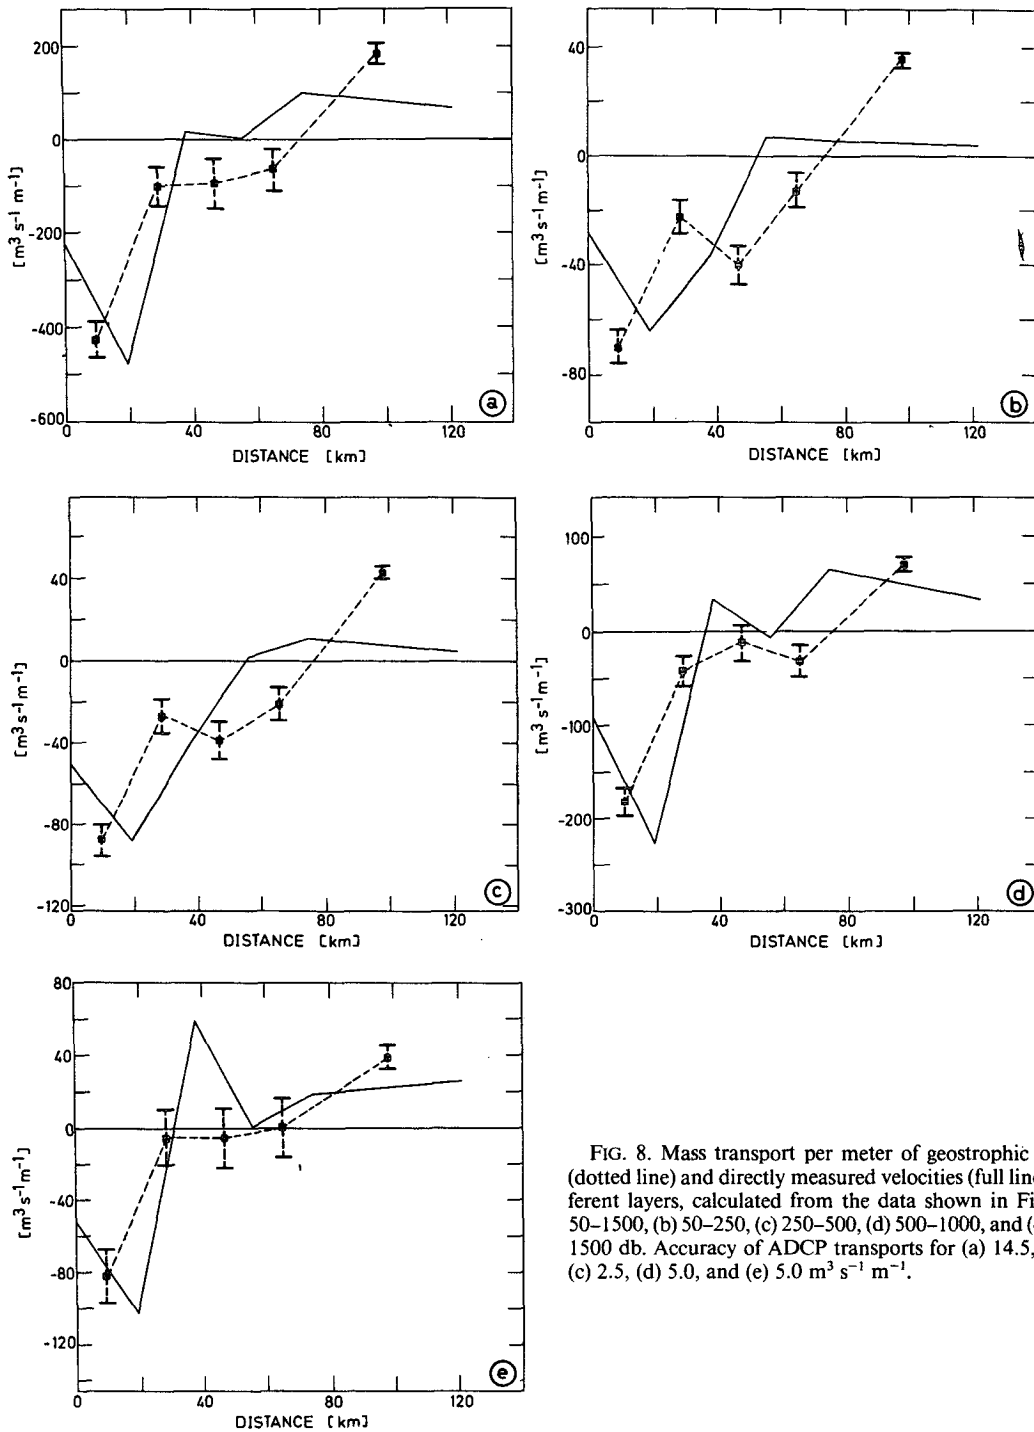 200
0
-200
-400
-600
[m³ s⁻¹ m⁻¹]
0 40 80 120
DISTANCE [km]
a
40
0
-40
-80
[m³ s⁻¹ m⁻¹]
0 40 80 120
DISTANCE [km]
b
40
0
-40
-80
-120
[m³ s⁻¹ m⁻¹]
0 40 80 120
DISTANCE [km]
c
100
0
-100
-200
-300
[m³ s⁻¹ m⁻¹]
0 40 80 120
DISTANCE [km]
d
80
40
0
-40
-80
-120
[m³ s⁻¹ m⁻¹]
0 40 80 120
DISTANCE [km]
e
FIG. 8. Mass transport per meter of geostrophic
(dotted line) and directly measured velocities (full
ferent layers, calculated from the data shown in
50–1500, (b) 50–250, (c) 250–500, (d) 500–1000, and
1500 db. Accuracy of ADCP transports for (a) 14.5,
(c) 2.5, (d) 5.0, and (e) 5.0 m³ s⁻¹ m⁻¹.